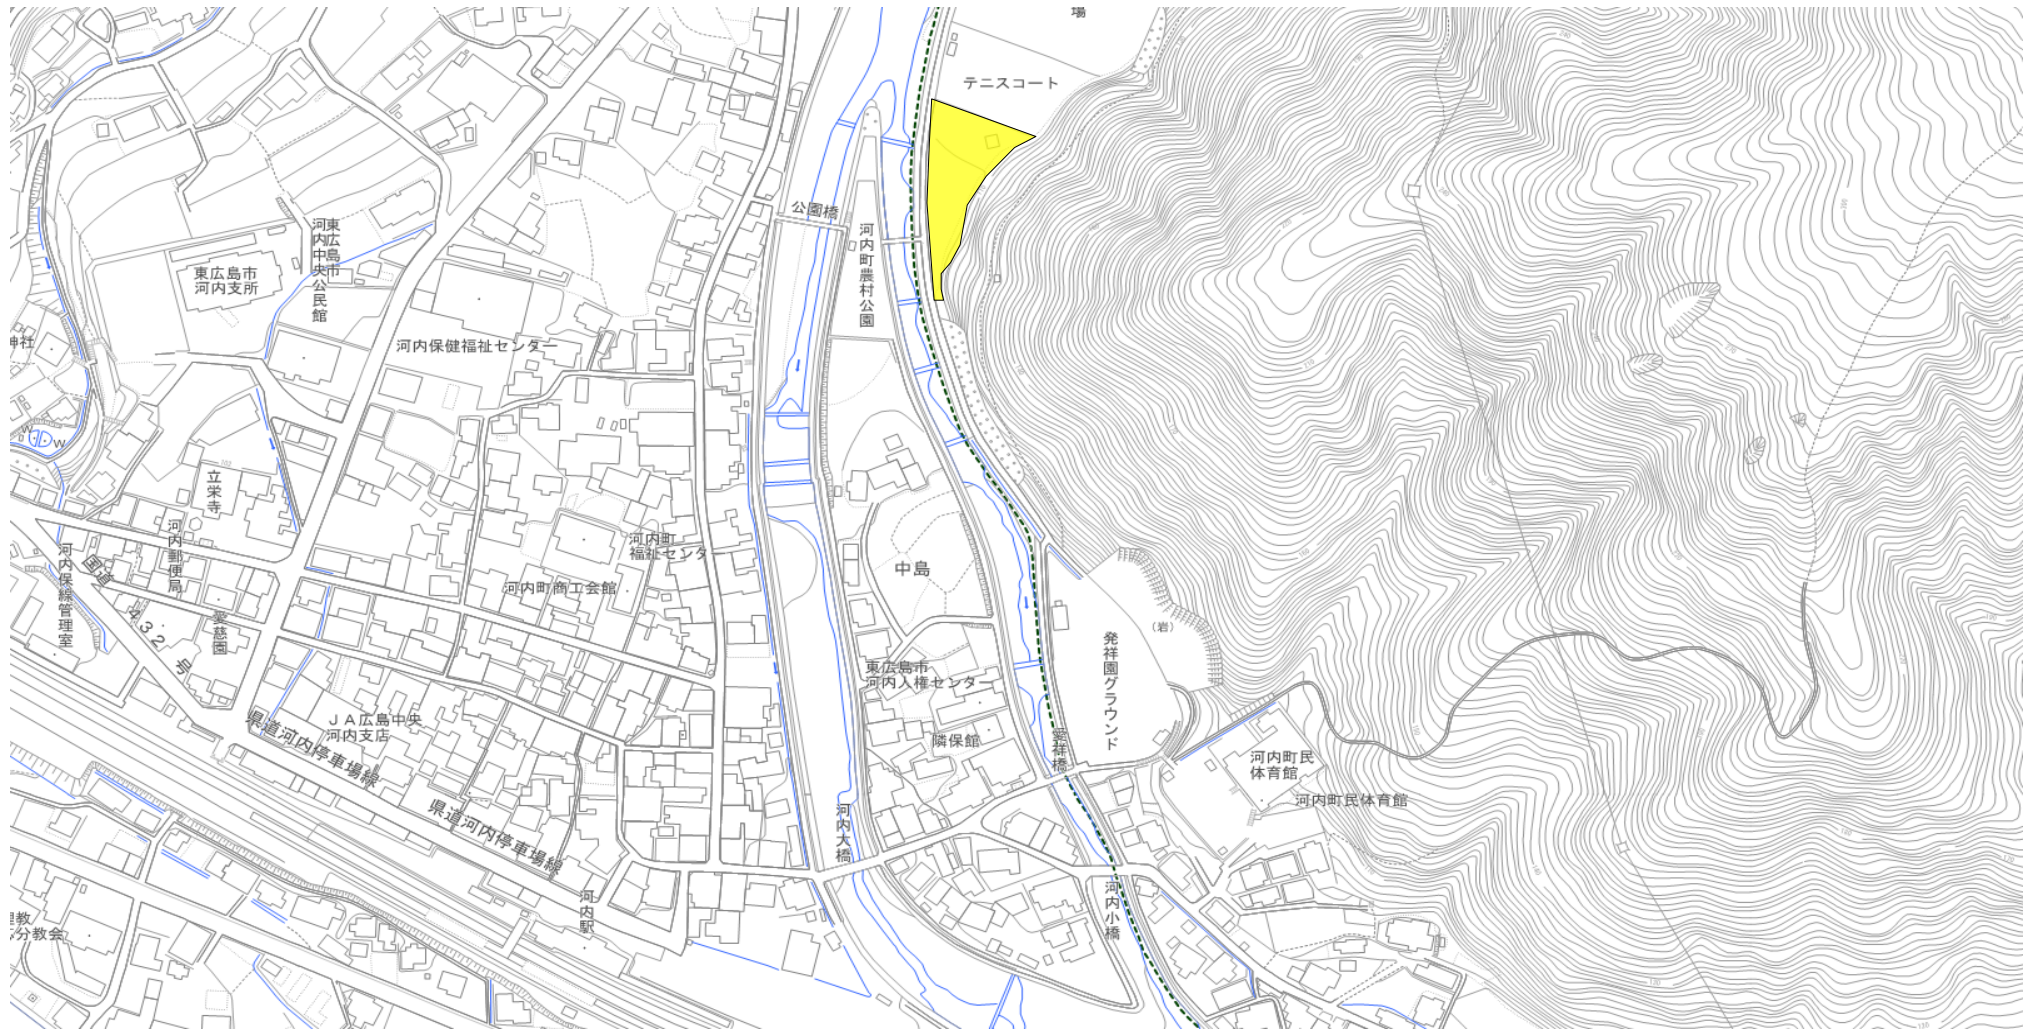 場
テニスコート
公園橋
河内町農村公園
東広島市
河内中央公民館
東広島市
河内支所
河内保健福祉センター
神社
W
W
立栄寺
河内郵便局
河内保線管理室
国道432号
愛慈園
河内町
福祉センター
河内町商工会館
中島
(岩)
発祥園グラウンド
東広島市
河内人権センター
隣保館
愛祥橋
JA広島中央
河内支店
県道河内停車場線
県道河内停車場線
河内大橋
河内町民
体育館
河内町民体育館
河内駅
河内小橋
理教
分教会